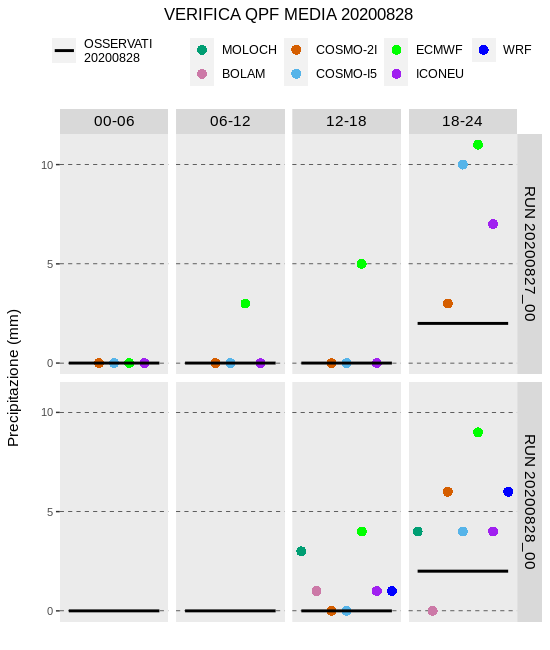 VERIFICA QPF MEDIA 20200828
OSSERVATI
20200828
MOLOCH
COSMO-2I
ECMWF
WRF
BOLAM
COSMO-I5
ICONEU
00-06
06-12
12-18
18-24
10
5
0
RUN 20200827_00
Precipitazione (mm)
10
5
0
RUN 20200828_00